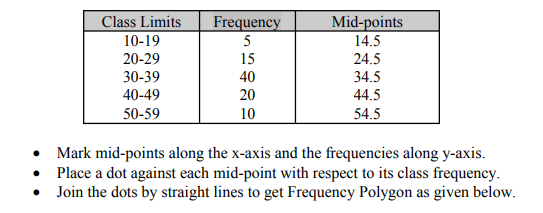 Class Limits Frequency Mid-points
10-19 5 14.5
20-29 15 24.5
30-39 40 34.5
40-49 20 44.5
50-59 10 54.5
• Mark mid-points along the x-axis and the frequencies along y-axis.
• Place a dot against each mid-point with respect to its class frequency.
• Join the dots by straight lines to get Frequency Polygon as given below.